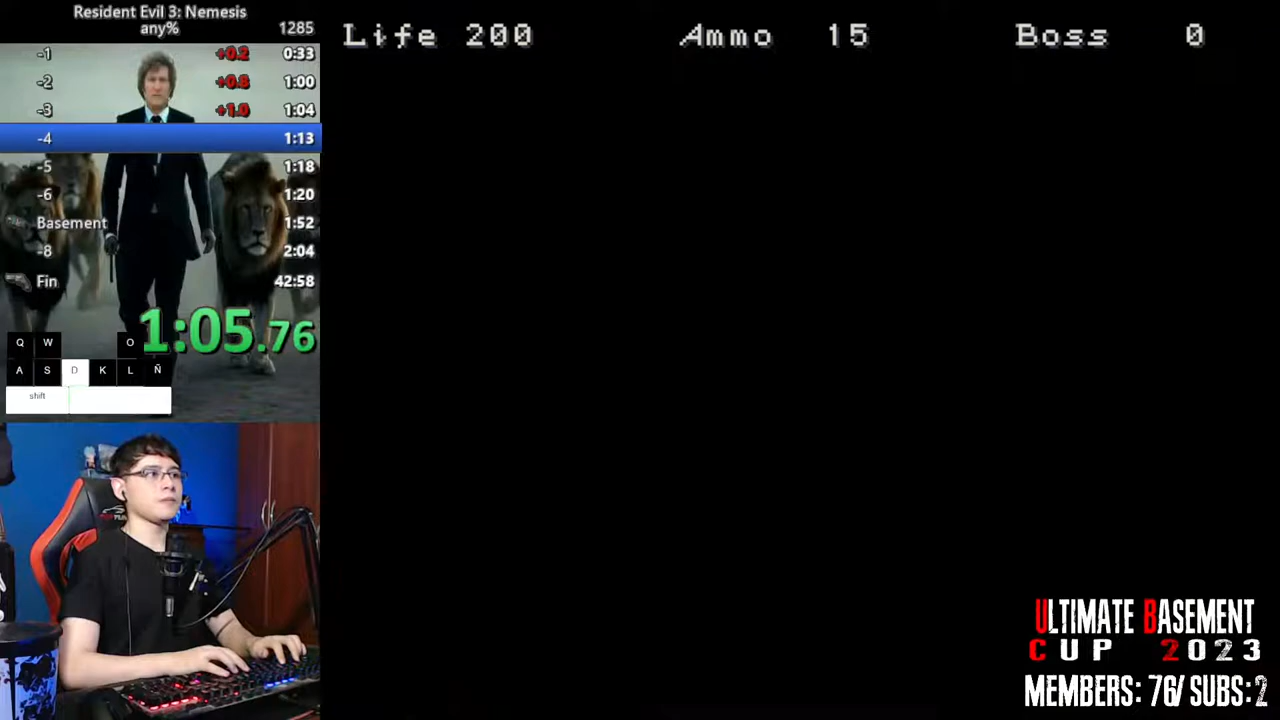 Resident Evil 3: Nemesis
any% 1285
-1 +0.2 0:33
-2 +0.8 1:00
-3 +1.0 1:04
-4 1:13
-5 1:18
-6 1:20
Basement 1:52
-8 2:04
Fin 42:58
1:05.76
Q W O
A S D K L Ñ
shift
Life 200 Ammo 15 Boss 0
ULTIMATE BASEMENT
CUP 2023
MEMBERS: 76/ SUBS:2